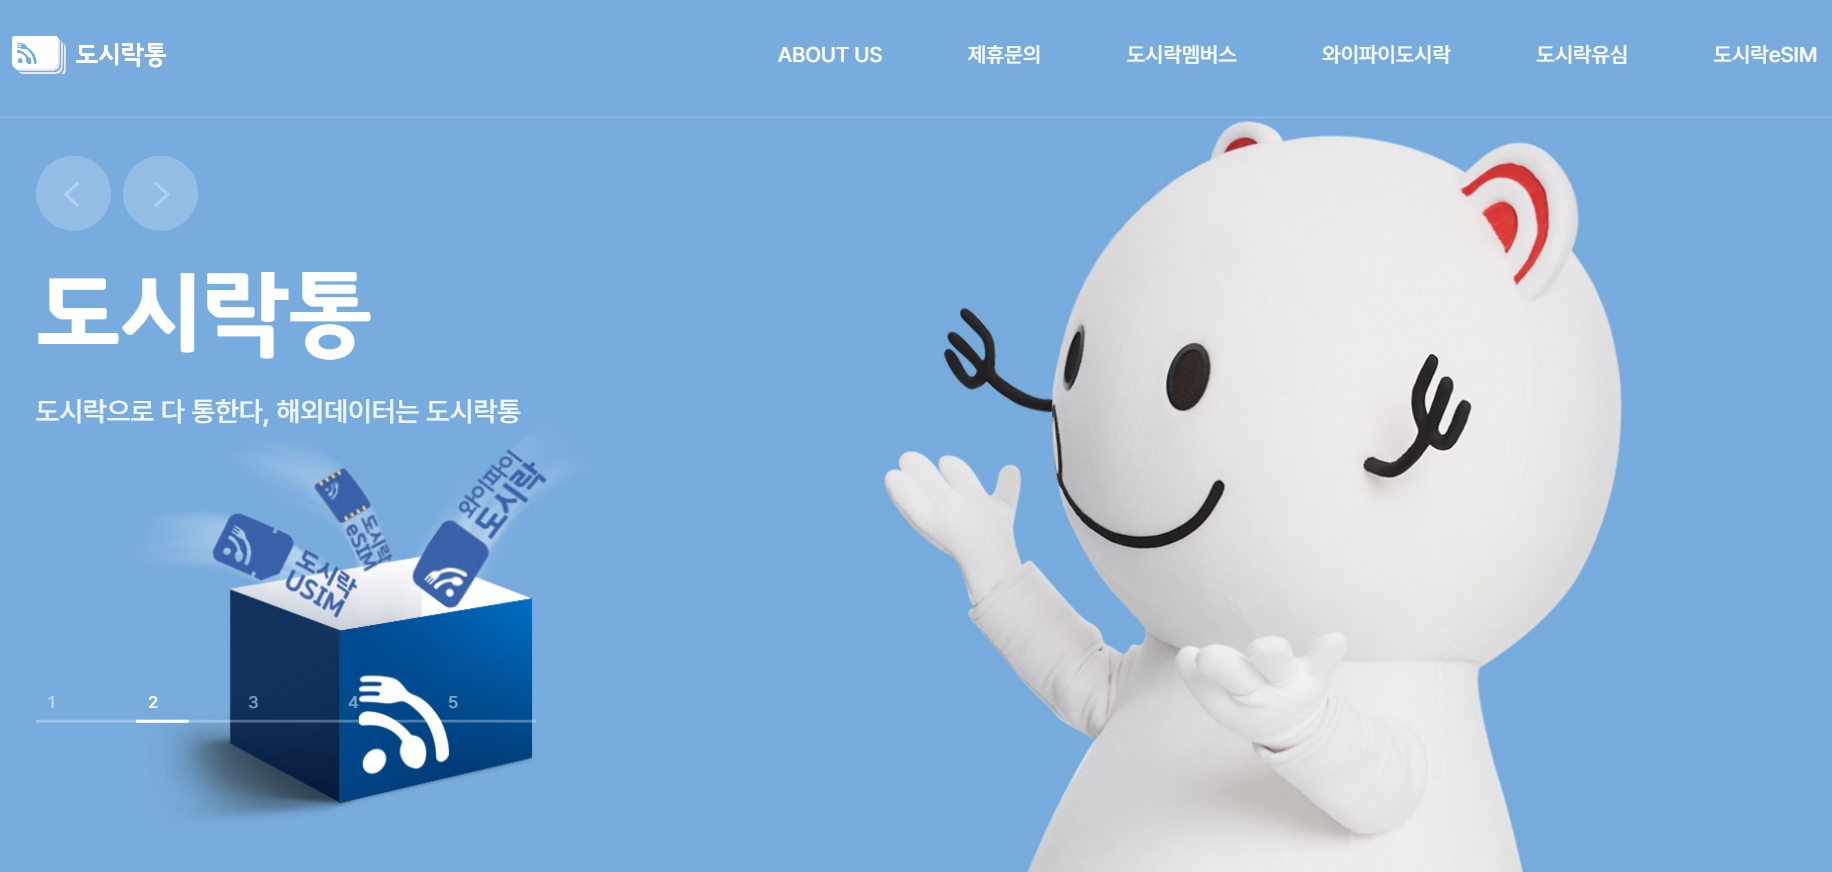 도시락통
ABOUT US
제휴문의
도시락멤버스
와이파이도시락
도시락유심
도시락eSIM
도시락통
도시락으로 다 통한다, 해외데이터는 도시락통
와이파이
도시락
도시락
eSIM
도시락
USIM
1
2
3
4
5